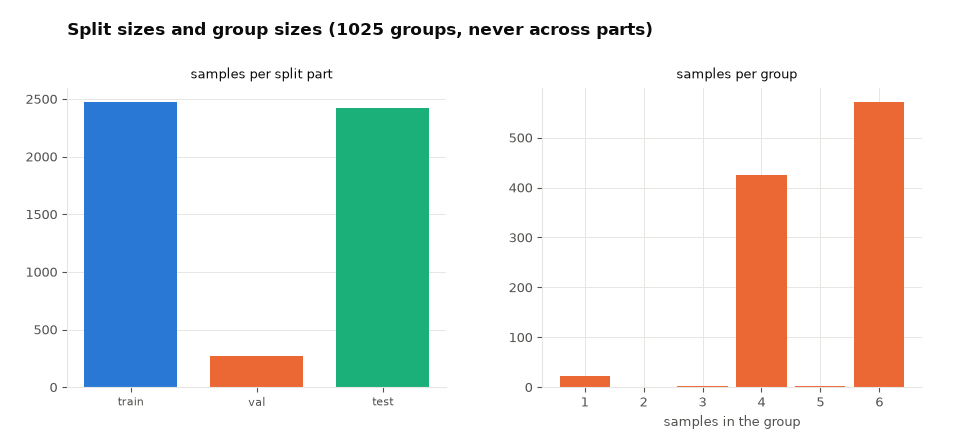 Split sizes and group sizes (1025 groups, never across parts)
samples per split part
2500
2000
1500
1000
500
0
train val test
samples per group
500
400
300
200
100
0
1 2 3 4 5 6
samples in the group